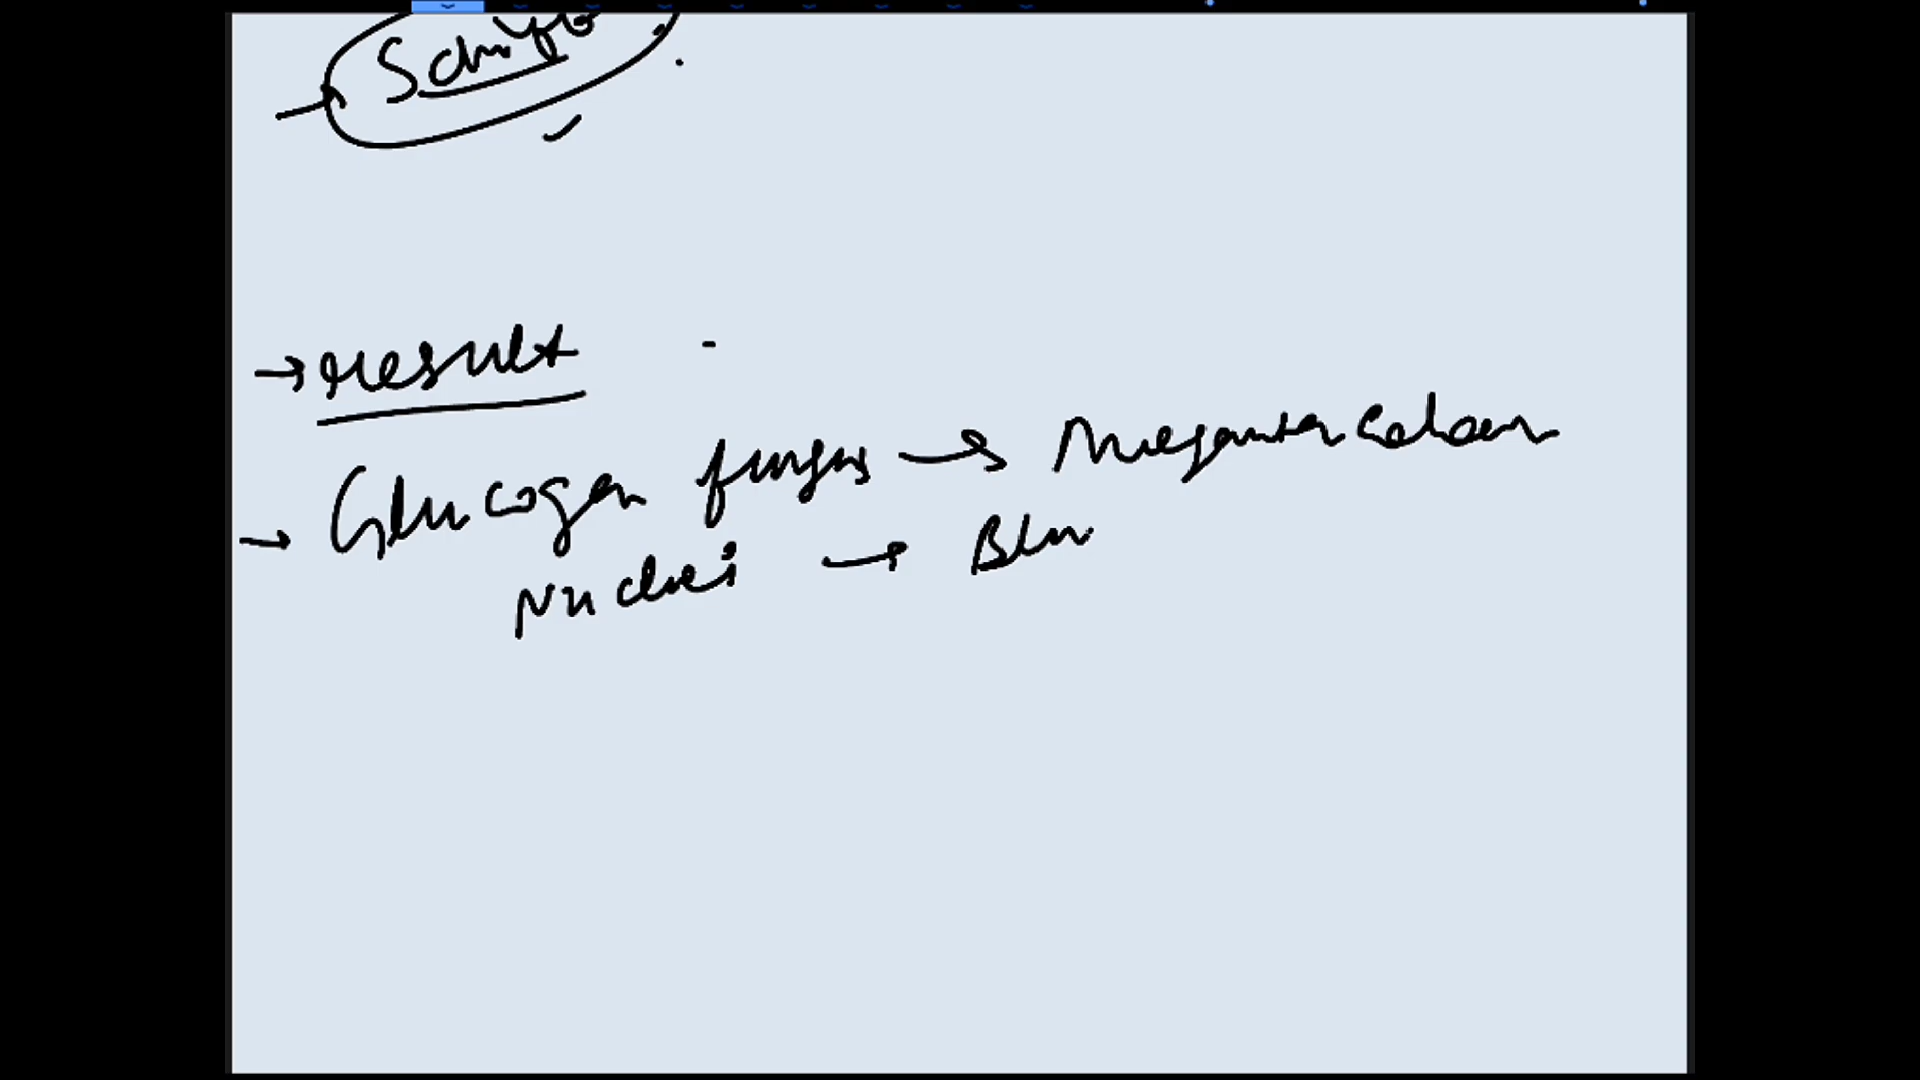 → Schiff
→ result
→ Glucogen fungus → Megenta Colour
Nuclei → Blu